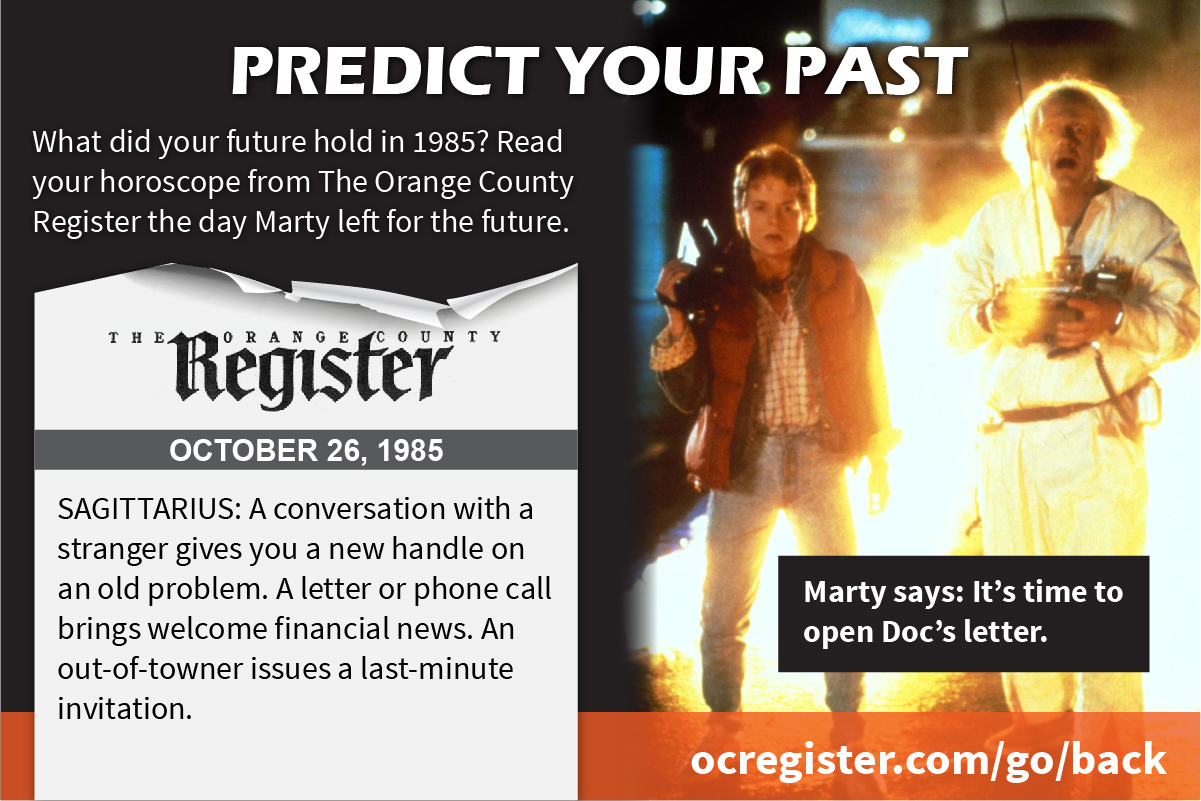 PREDICT YOUR PAST
What did your future hold in 1985? Read
your horoscope from The Orange County
Register the day Marty left for the future.
THE ORANGE COUNTY
Register
OCTOBER 26, 1985
SAGITTARIUS: A conversation with a
stranger gives you a new handle on
an old problem. A letter or phone call
brings welcome financial news. An
out-of-towner issues a last-minute
invitation.
Marty says: It’s time to
open Doc’s letter.
ocregister.com/go/back